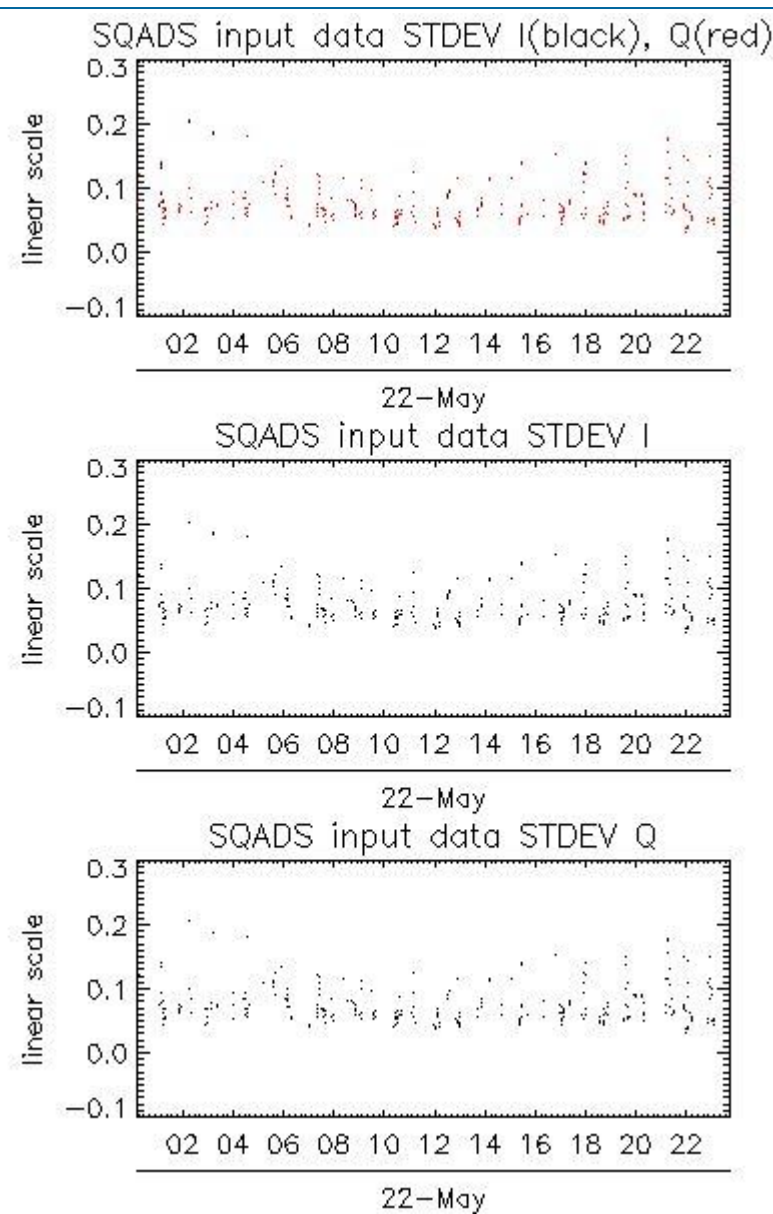 SQADS input data STDEV I(black), Q(red)
0.3
0.2
0.1
0.0
−0.1
linear scale
02 04 06 08 10 12 14 16 18 20 22
22−May
SQADS input data STDEV I
0.3
0.2
0.1
0.0
−0.1
linear scale
02 04 06 08 10 12 14 16 18 20 22
22−May
SQADS input data STDEV Q
0.3
0.2
0.1
0.0
−0.1
linear scale
02 04 06 08 10 12 14 16 18 20 22
22−May